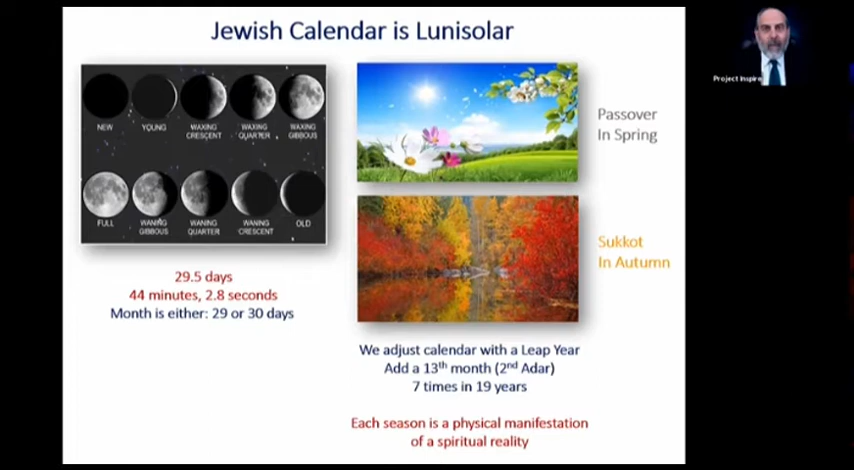 Jewish Calendar is Lunisolar
NEW
YOUNG
WAXING
CRESCENT
WAXING
QUARTER
WAXING
GIBBOUS
FULL
WANING
GIBBOUS
WANING
QUARTER
WANING
CRESCENT
OLD
29.5 days
44 minutes, 2.8 seconds
Month is either: 29 or 30 days
Passover
In Spring
Sukkot
In Autumn
We adjust calendar with a Leap Year
Add a 13th month (2nd Adar)
7 times in 19 years
Each season is a physical manifestation
of a spiritual reality
Project Inspire